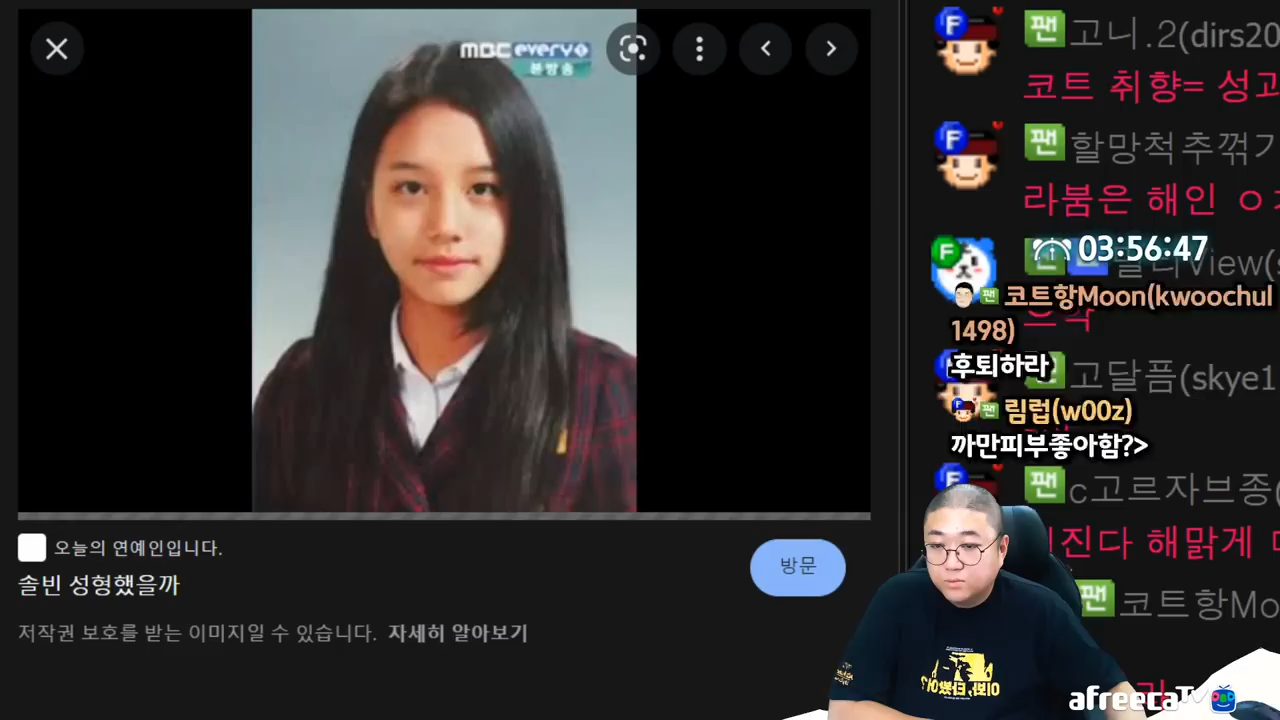 MBC every1
본방송
오늘의 연예인입니다.
솔빈 성형했을까
방문
저작권 보호를 받는 이미지일 수 있습니다. 자세히 알아보기
팬 고니.2(dirs20
코트 취향= 성
팬 할망척추꺾기
라붐은 해인
03:56:47
View(
팬 코트항Moon(kwoochul
1498)
후퇴하라
고달픔(skye1
팬 림럽(w00z)
까만피부좋아함?>
팬 c고르자브종(
진다 해맑게
팬 코트항Mo
afreecaTV